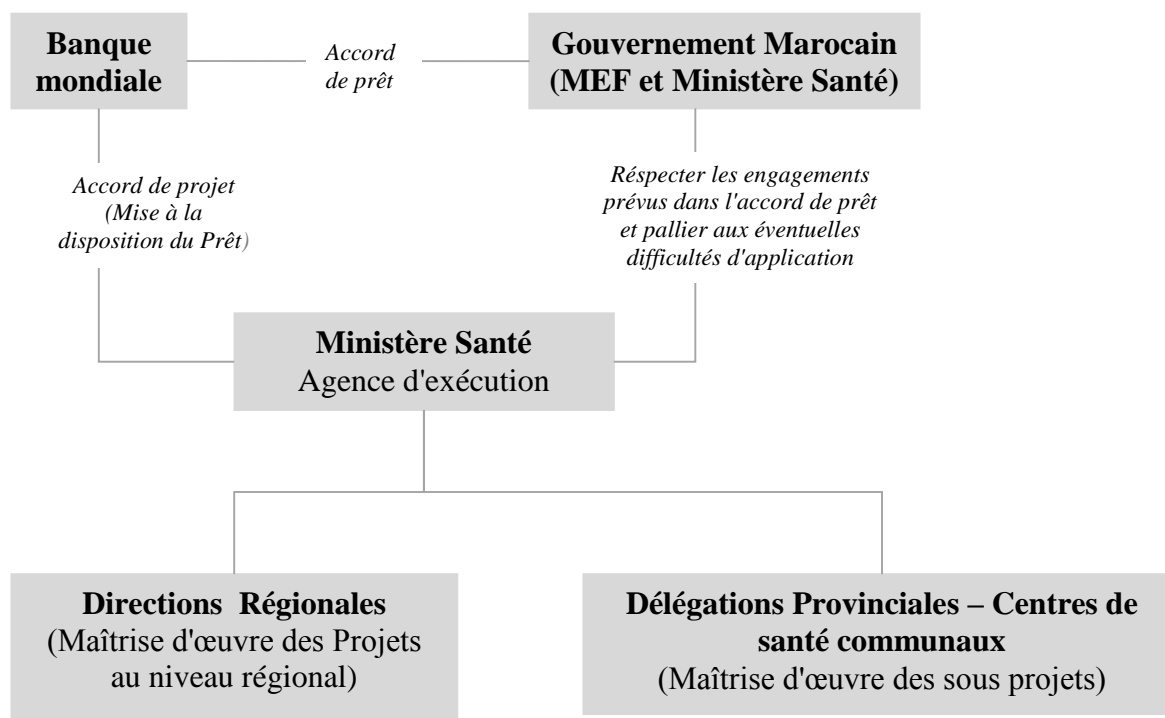 Banque
mondiale
Accord
de prêt
Gouvernement Marocain
(MEF et Ministère Santé)
Accord de projet
(Mise à la
disposition du Prêt)
Réspecter les engagements
prévus dans l'accord de prêt
et pallier aux éventuelles
difficultés d'application
Ministère Santé
Agence d'exécution
Directions Régionales
(Maîtrise d'œuvre des Projets
au niveau régional)
Délégations Provinciales – Centres de
santé communaux
(Maîtrise d'œuvre des sous projets)